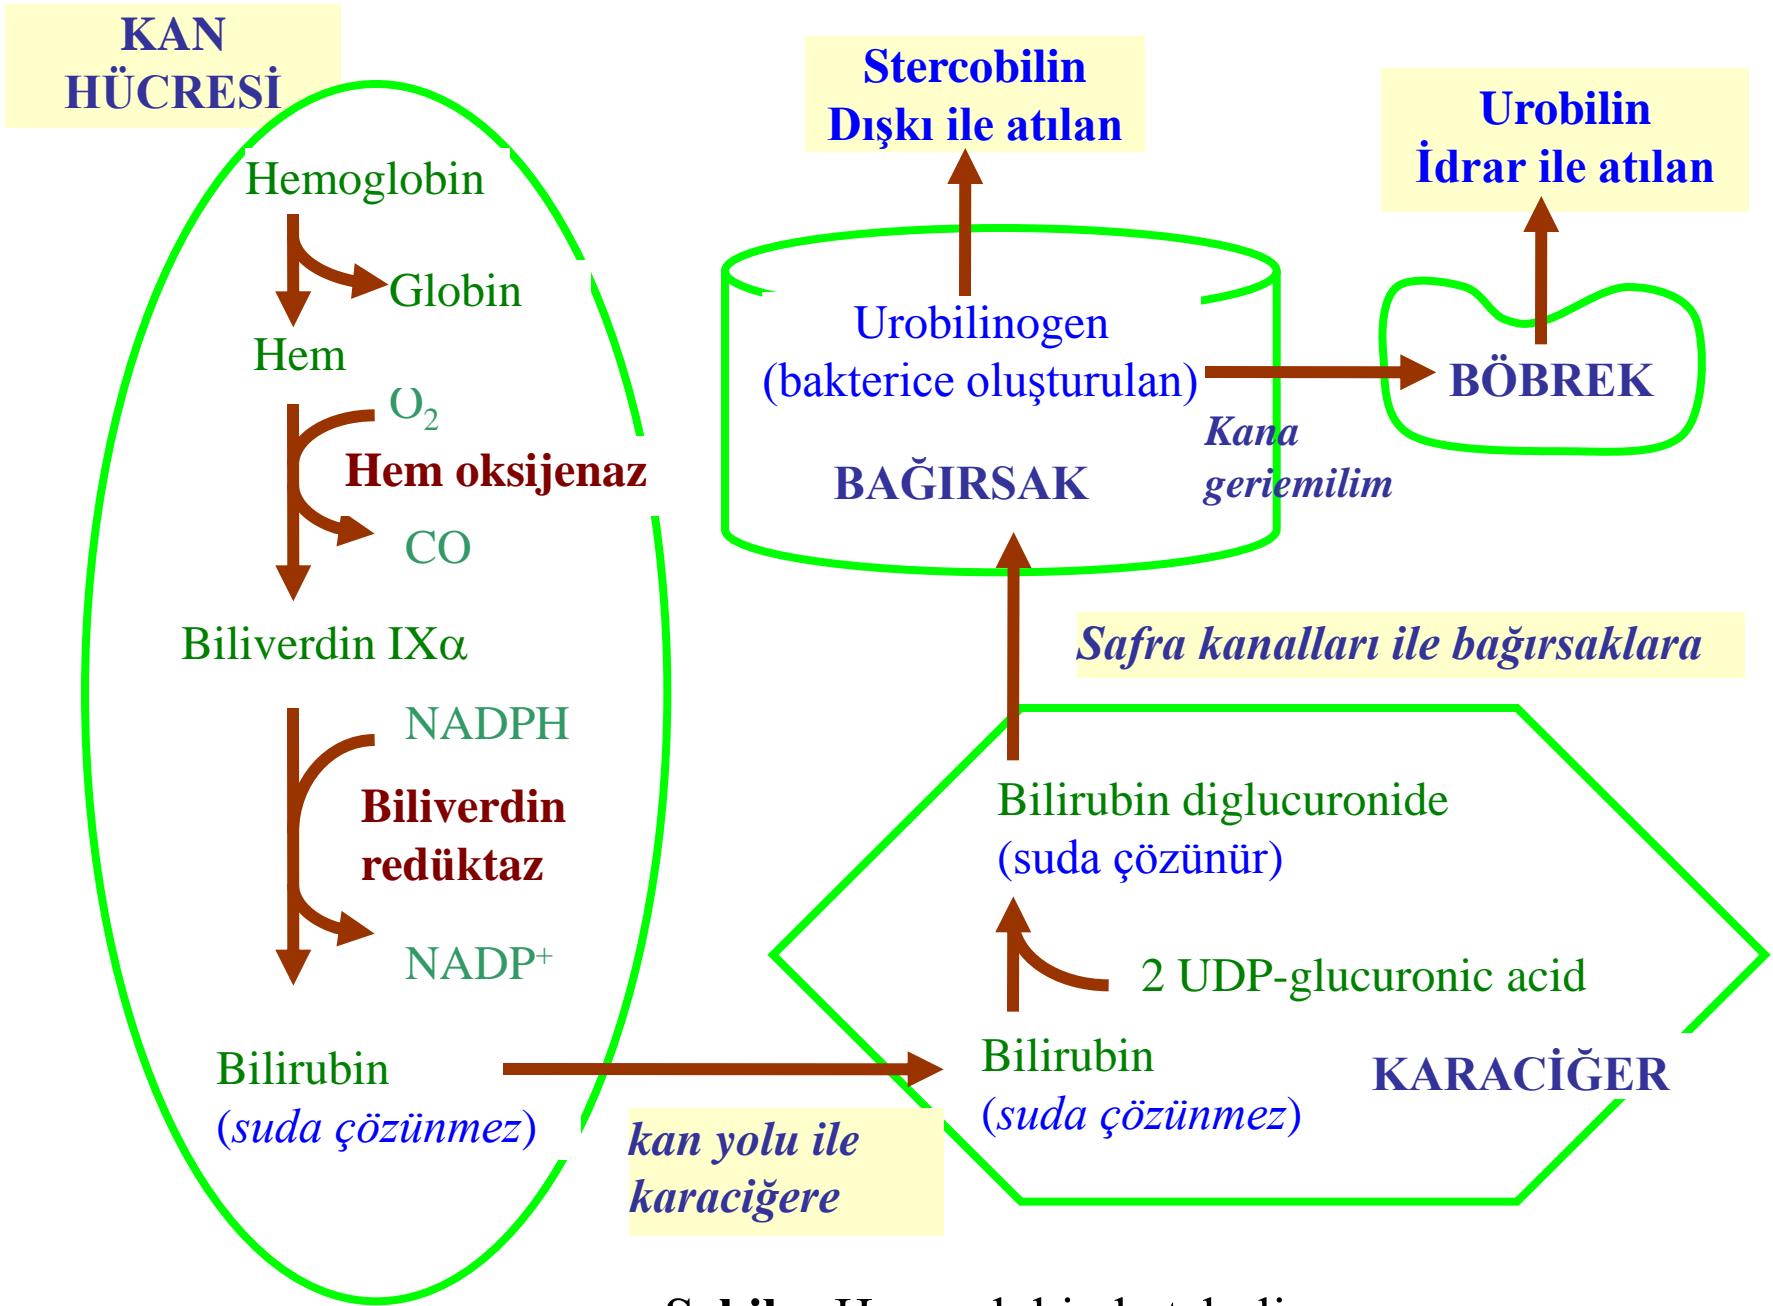 KAN
HÜCRESİ
Hemoglobin
Globin
Hem
O2
Hem oksijenaz
CO
Biliverdin IXα
NADPH
Biliverdin
redüktaz
NADP+
Bilirubin
(suda çözünmez)
kan yolu ile
karaciğere
Bilirubin
(suda çözünmez)
KARACİĞER
2 UDP-glucuronic acid
Bilirubin diglucuronide
(suda çözünür)
Safra kanalları ile bağırsaklara
BAĞIRSAK
Urobilinogen
(bakterice oluşturulan)
Stercobilin
Dışkı ile atılan
Kana
geriemilim
BÖBREK
Urobilin
İdrar ile atılan